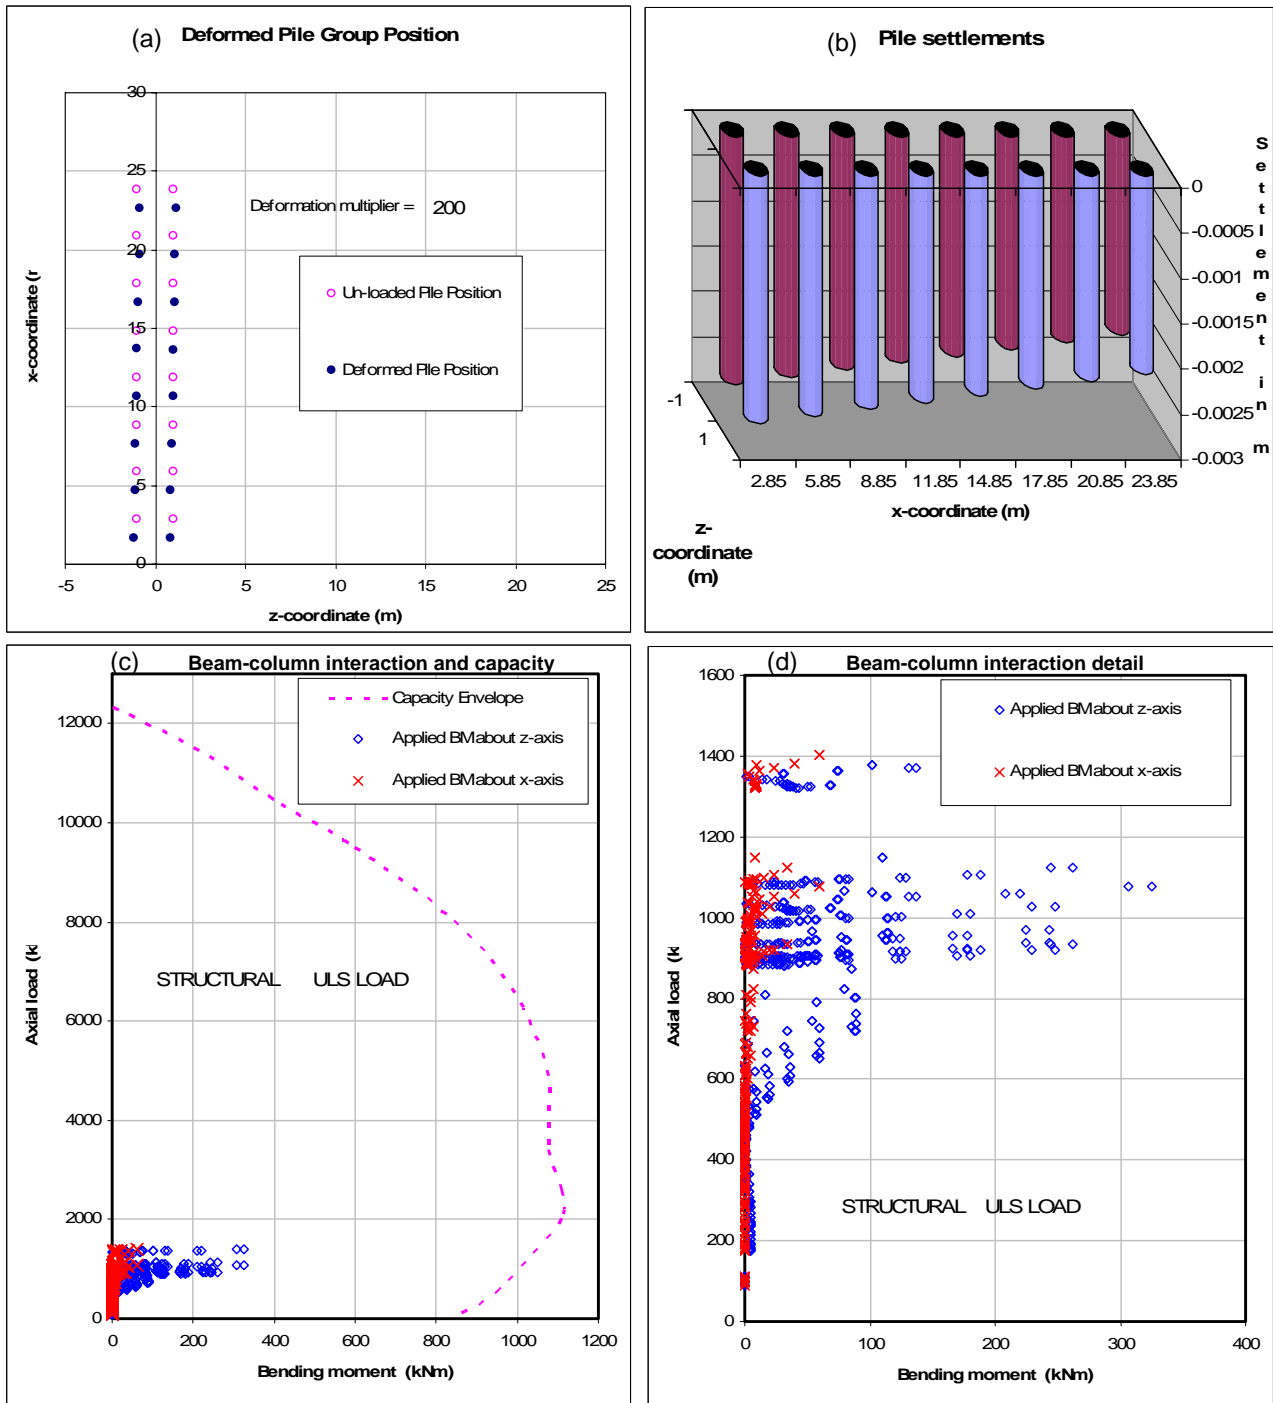 (a) Deformed Pile Group Position
30
25
20
15
10
5
0
-5 0 5 10 15 20 25
x-coordinate (r
z-coordinate (m)
Deformation multiplier = 200
Un-loaded Pile Position
Deformed Pile Position
(b) Pile settlements
0
-0.0005
-0.001
-0.0015
-0.002
-0.0025
-0.003
Settlement in m
-1
1
2.85 5.85 8.85 11.85 14.85 17.85 20.85 23.85
x-coordinate (m)
z-
coordinate
(m)
(c) Beam-column interaction and capacity
Capacity Envelope
Applied BM about z-axis
Applied BM about x-axis
12000
10000
8000
6000
4000
2000
0
Axial load (k
STRUCTURAL ULS LOAD
0 200 400 600 800 1000 1200
Bending moment (kNm)
(d) Beam-column interaction detail
1600
1400
1200
1000
800
600
400
200
0
Axial load (k
Applied BM about z-axis
Applied BM about x-axis
STRUCTURAL ULS LOAD
0 100 200 300 400
Bending moment (kNm)